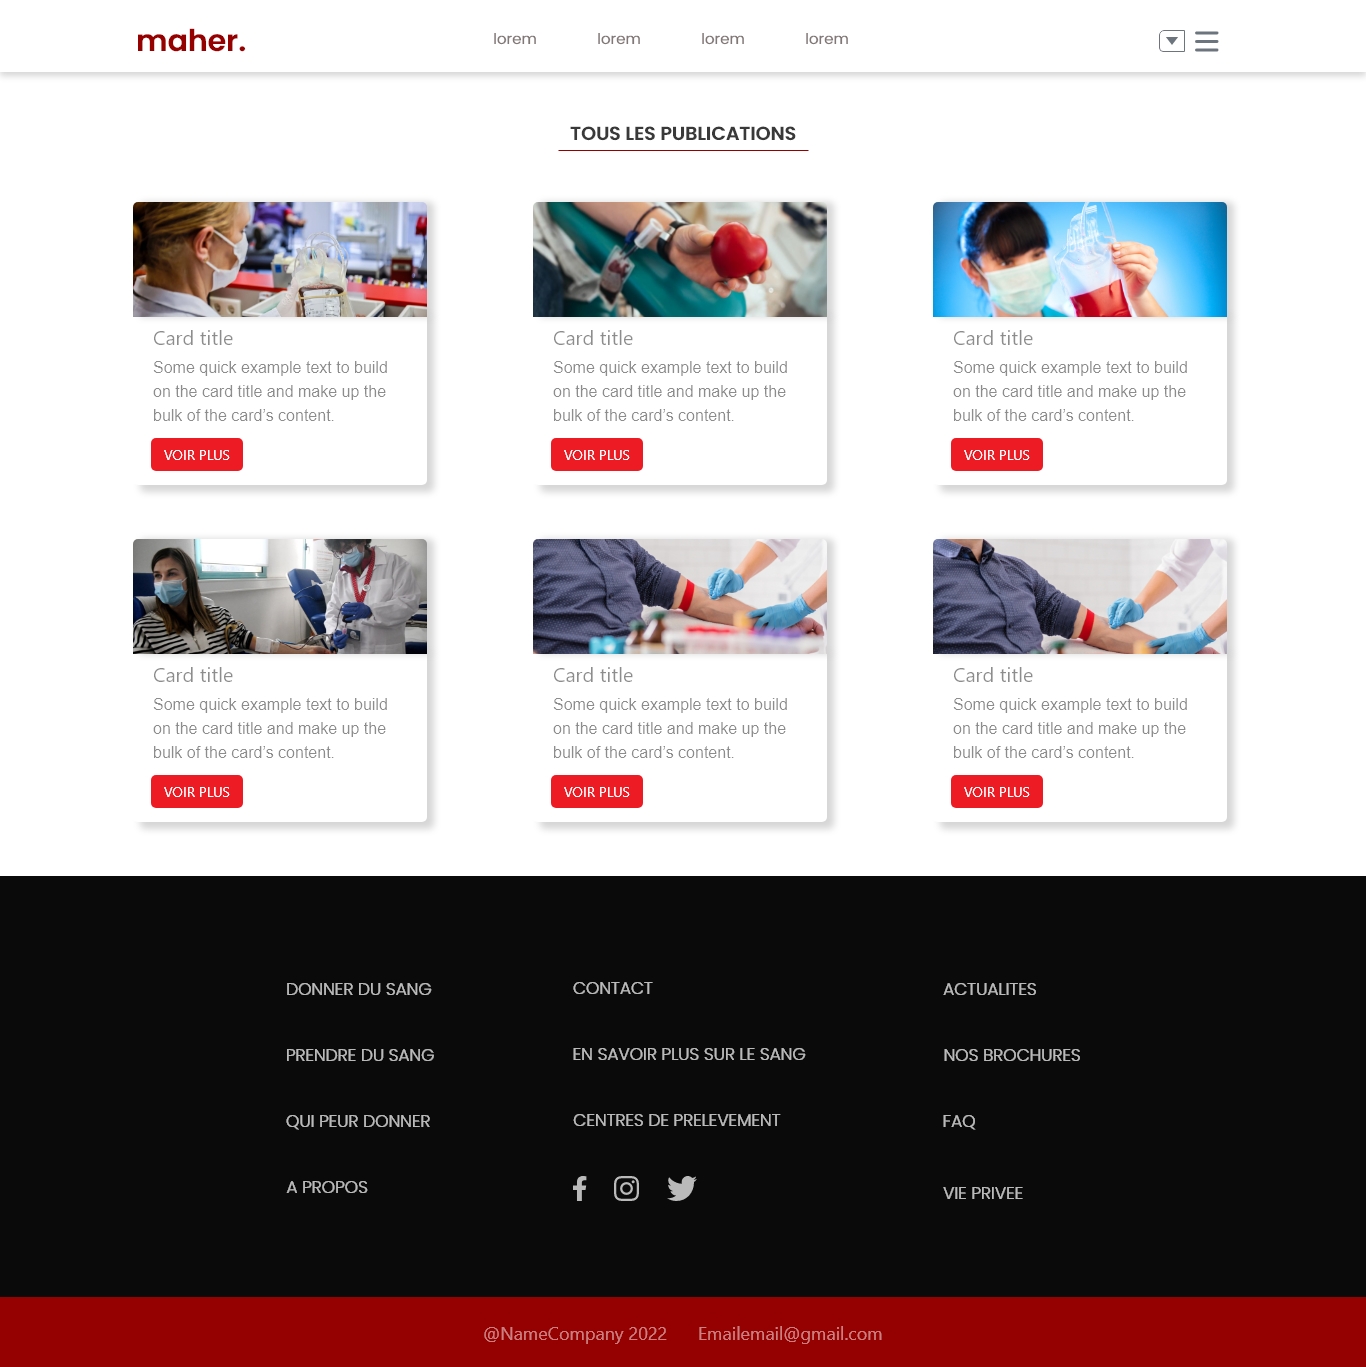 maher.
lorem lorem lorem lorem
TOUS LES PUBLICATIONS
Card title
Some quick example text to build
on the card title and make up the
bulk of the card's content.
VOIR PLUS
Card title
Some quick example text to build
on the card title and make up the
bulk of the card's content.
VOIR PLUS
Card title
Some quick example text to build
on the card title and make up the
bulk of the card's content.
VOIR PLUS
Card title
Some quick example text to build
on the card title and make up the
bulk of the card's content.
VOIR PLUS
Card title
Some quick example text to build
on the card title and make up the
bulk of the card's content.
VOIR PLUS
Card title
Some quick example text to build
on the card title and make up the
bulk of the card's content.
VOIR PLUS
DONNER DU SANG
PRENDRE DU SANG
QUI PEUR DONNER
A PROPOS
CONTACT
EN SAVOIR PLUS SUR LE SANG
CENTRES DE PRELEVEMENT
ACTUALITES
NOS BROCHURES
FAQ
VIE PRIVEE
@NameCompany 2022 Emailemail@gmail.com